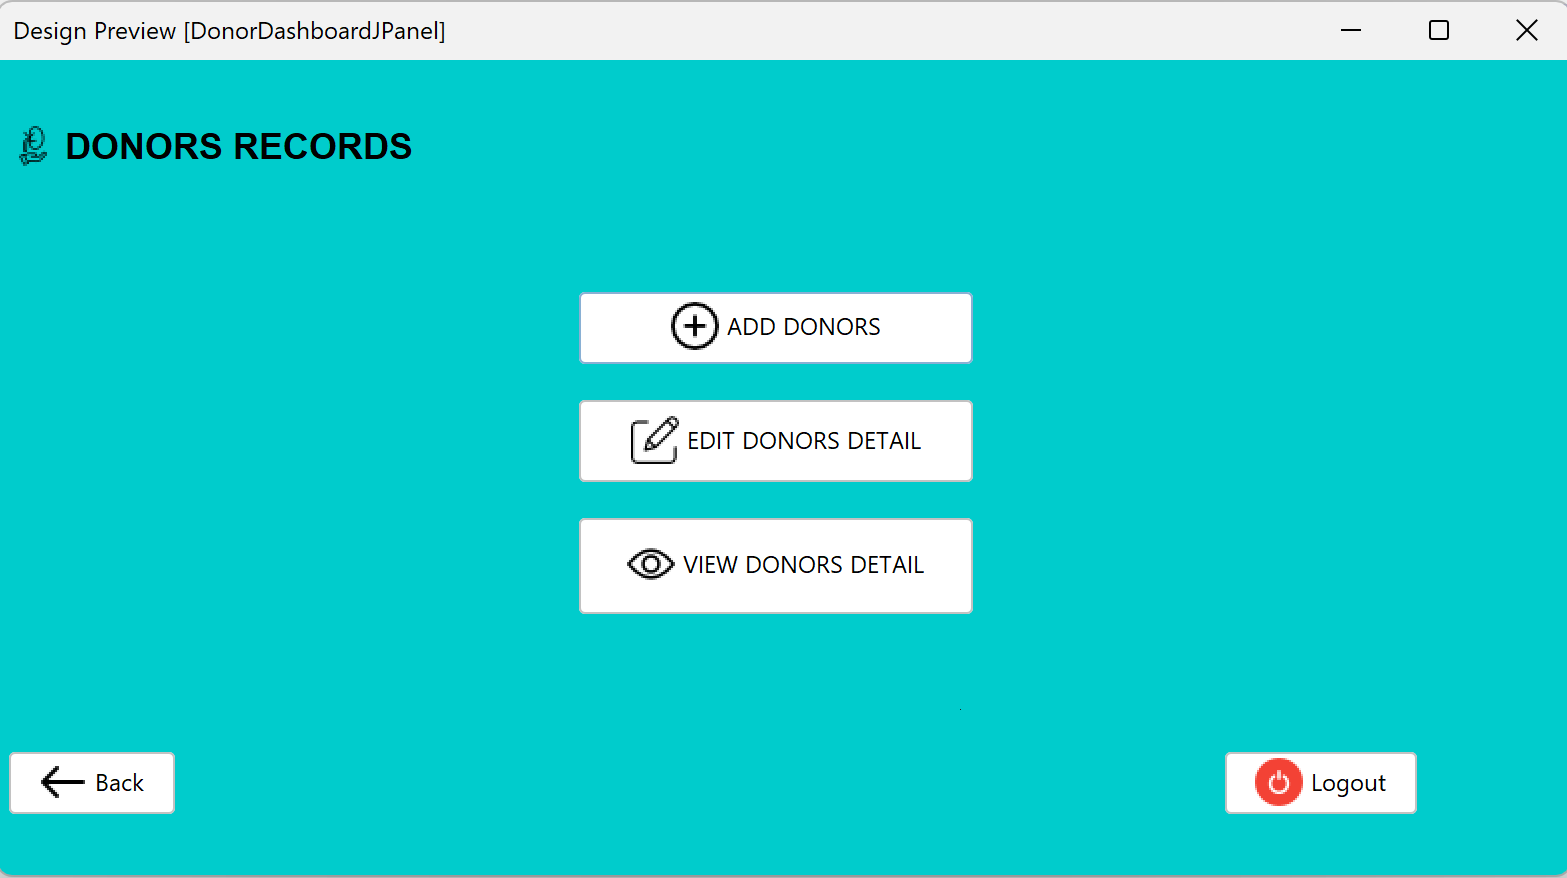 Design Preview [DonorDashboardJPanel]
DONORS RECORDS
ADD DONORS
EDIT DONORS DETAIL
VIEW DONORS DETAIL
Back
Logout